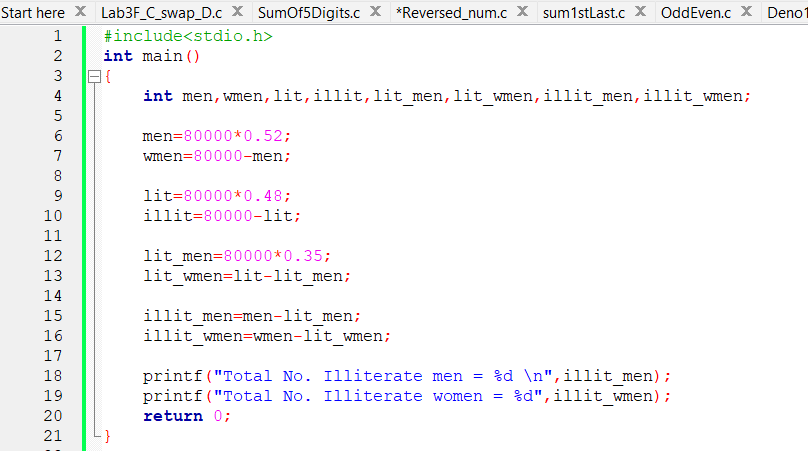 Start here Lab3F_C_swap_D.c SumOf5Digits.c *Reversed_num.c sum1stLast.c OddEven.c Deno1
1 #include<stdio.h>
2 int main()
3 {
4 int men,wmen,lit,illit,lit_men,lit_wmen,illit_men,illit_wmen;
5
6 men=80000*0.52;
7 wmen=80000-men;
8
9 lit=80000*0.48;
10 illit=80000-lit;
11
12 lit_men=80000*0.35;
13 lit_wmen=lit-lit_men;
14
15 illit_men=men-lit_men;
16 illit_wmen=wmen-lit_wmen;
17
18 printf("Total No. Illiterate men = %d \n",illit_men);
19 printf("Total No. Illiterate women = %d",illit_wmen);
20 return 0;
21 }